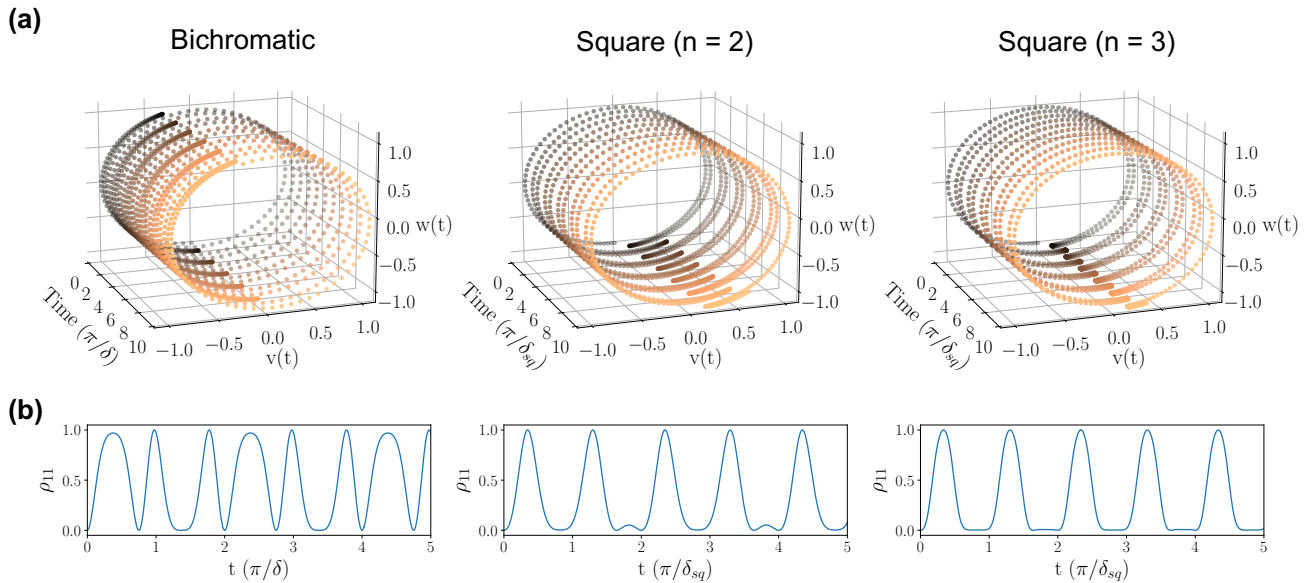 (a)
Bichromatic
Square (n = 2)
Square (n = 3)
1.0
0.5
0.0 w(t)
−0.5
−1.0
0
2
4
6
8
10
Time (π/δ)
−1.0
−0.5
0.0
0.5
1.0
v(t)
1.0
0.5
0.0 w(t)
−0.5
−1.0
0
2
4
6
8
10
Time (π/δsq)
−1.0
−0.5
0.0
0.5
1.0
v(t)
1.0
0.5
0.0 w(t)
−0.5
−1.0
0
2
4
6
8
10
Time (π/δsq)
−1.0
−0.5
0.0
0.5
1.0
v(t)
(b)
1.0
0.5
0.0
ρ11
0 1 2 3 4 5
t (π/δ)
1.0
0.5
0.0
ρ11
0 1 2 3 4 5
t (π/δsq)
1.0
0.5
0.0
ρ11
0 1 2 3 4 5
t (π/δsq)